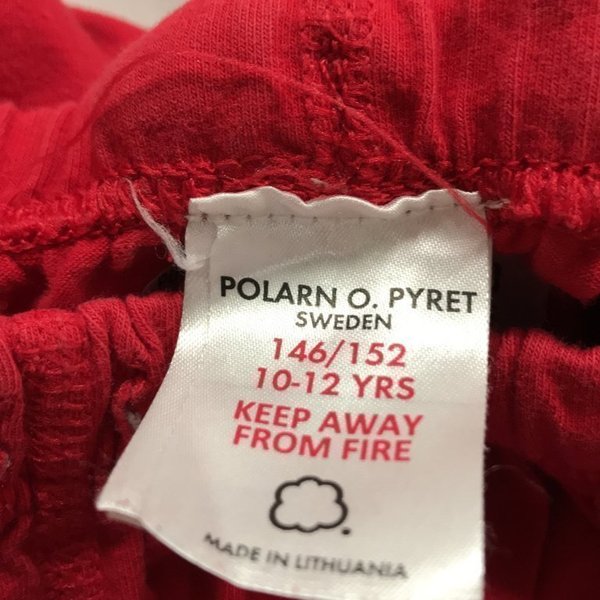 POLARN O. PYRET
SWEDEN
146/152
10-12 YRS
KEEP AWAY
FROM FIRE
MADE IN LITHUANIA